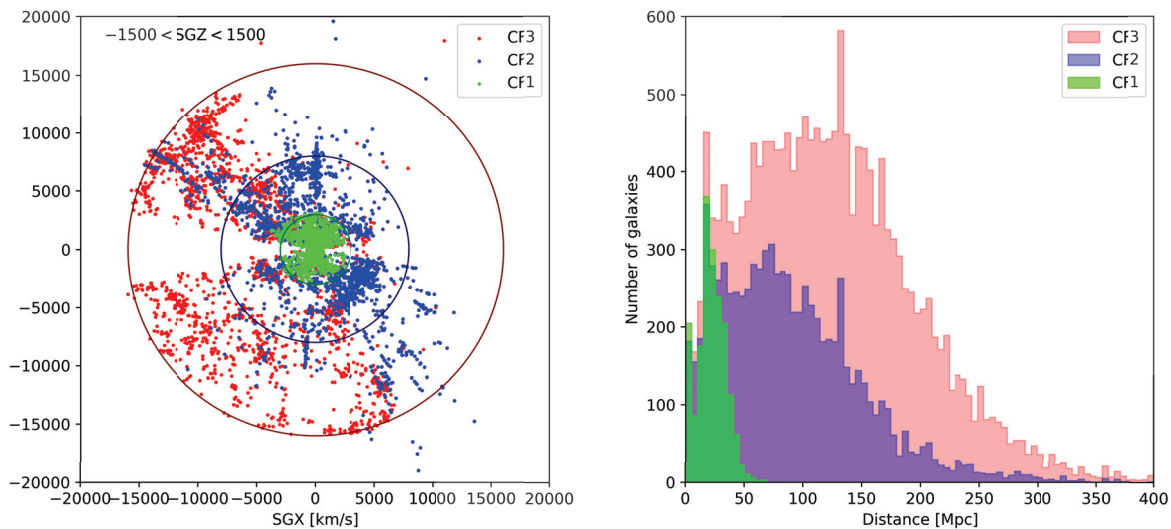 −1500 < SGZ < 1500
CF3
CF2
CF1
20000
15000
10000
5000
0
−5000
−10000
−15000
−20000
−20000−15000−10000 −5000 0 5000 10000 15000 20000
SGX [km/s]
CF3
CF2
CF1
600
500
400
300
200
100
0
Number of galaxies
0 50 100 150 200 250 300 350 400
Distance [Mpc]